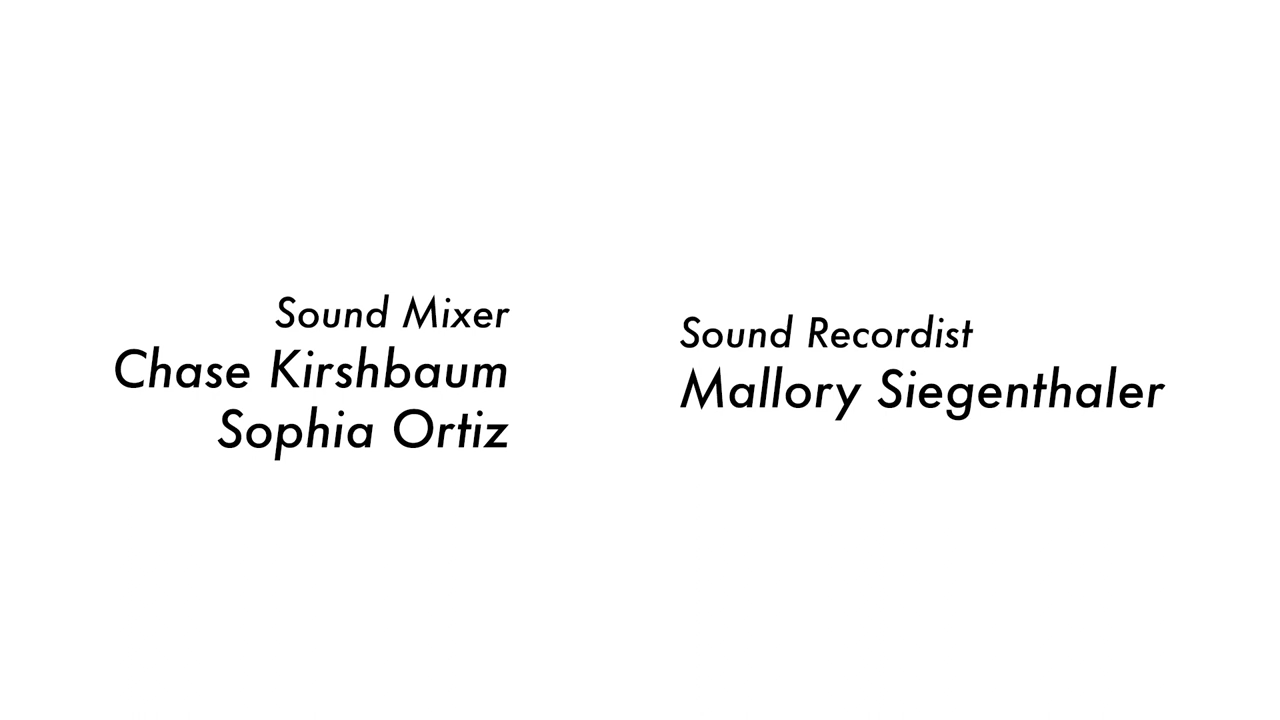 Sound Mixer
Chase Kirshbaum
Sophia Ortiz
Sound Recordist
Mallory Siegenthaler